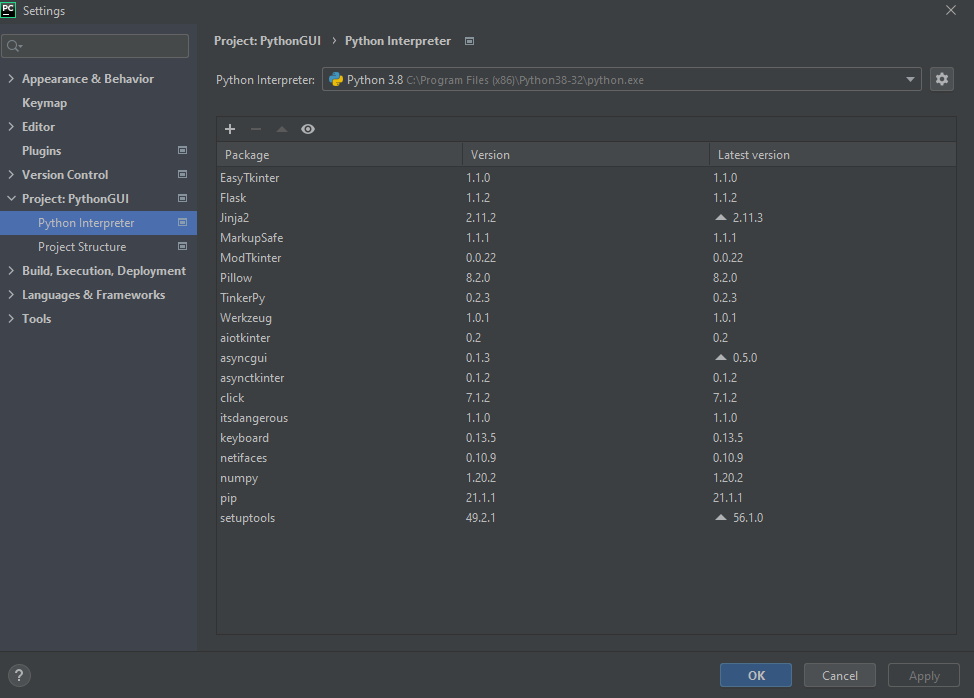 PC Settings
Project: PythonGUI › Python Interpreter
Appearance & Behavior
Keymap
Editor
Plugins
Version Control
Project: PythonGUI
Python Interpreter
Project Structure
Build, Execution, Deployment
Languages & Frameworks
Tools
Python Interpreter: Python 3.8 C:\Program Files (x86)\Python38-32\python.exe
Package Version Latest version
EasyTkinter 1.1.0 1.1.0
Flask 1.1.2 1.1.2
Jinja2 2.11.2 2.11.3
MarkupSafe 1.1.1 1.1.1
ModTkinter 0.0.22 0.0.22
Pillow 8.2.0 8.2.0
TinkerPy 0.2.3 0.2.3
Werkzeug 1.0.1 1.0.1
aiotkinter 0.2 0.2
asyncgui 0.1.3 0.5.0
asynctkinter 0.1.2 0.1.2
click 7.1.2 7.1.2
itsdangerous 1.1.0 1.1.0
keyboard 0.13.5 0.13.5
netifaces 0.10.9 0.10.9
numpy 1.20.2 1.20.2
pip 21.1.1 21.1.1
setuptools 49.2.1 56.1.0
? OK Cancel Apply